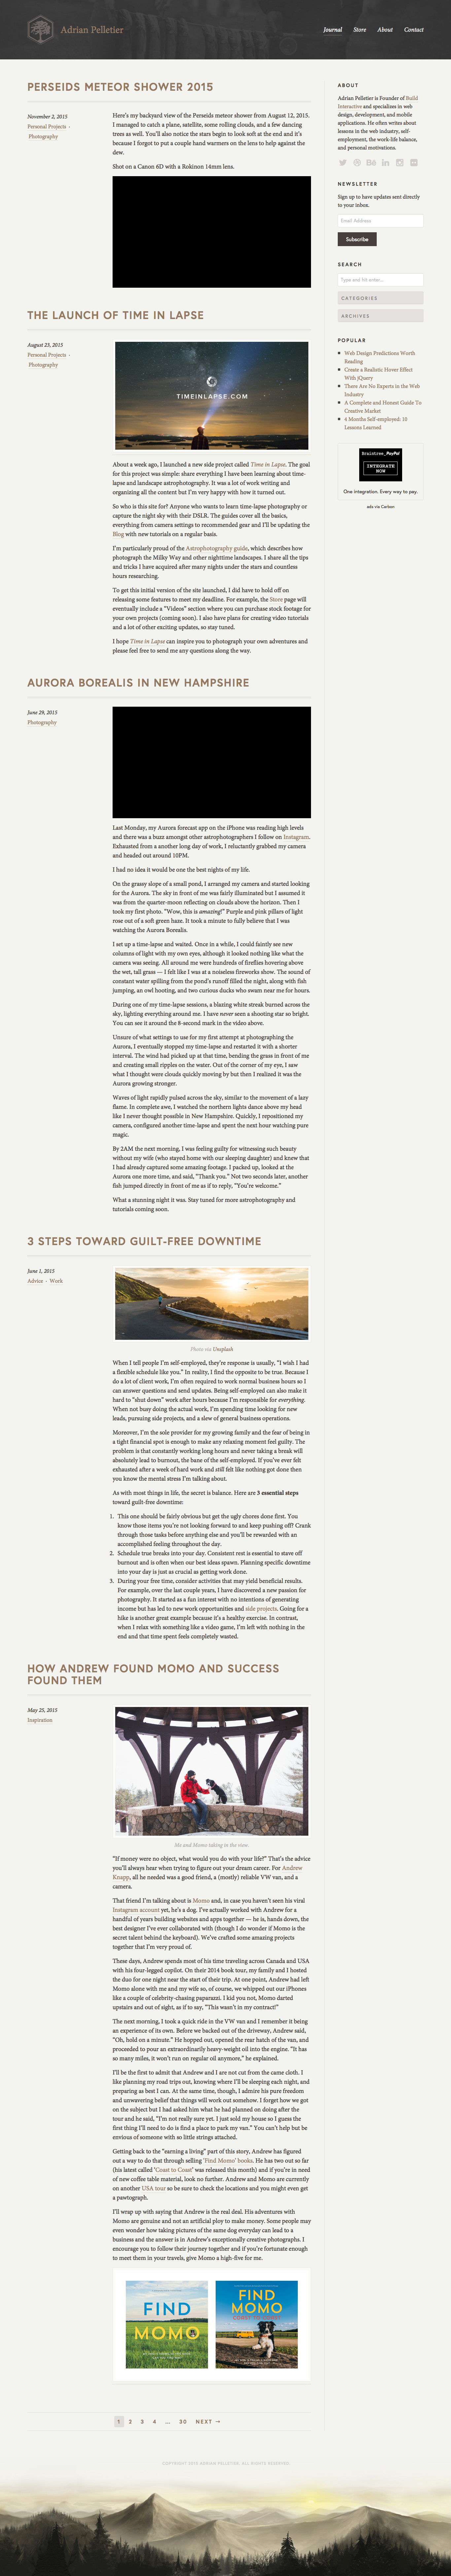 Adrian Pelletier
Journal
Store
About
Contact
PERSEIDS METEOR SHOWER 2015
November 2, 2015
Personal Projects -
Photography
Here's my backyard view of the Perseids meteor shower from August 12, 2015.
I managed to catch a plane, satellite, some rolling clouds, and a few dancing
trees as well. You'll also notice the stars begin to look soft at the end and it's
because I forgot to put a hand warmer on the lens to help against the
dew.
Shot on a Canon 6D with a Rokinon 14mm lens.
THE LAUNCH OF TIME IN LAPSE
August 23, 2015
Personal Projects -
Photography
TIMEINLAPSE.COM
About a week ago, I launched a new side project called Time in Lapse. The goal
for this project was simple: share everything I have been learning about time-
lapse and landscape astrophotography. It was a lot of work writing and
organizing all the content but I'm very happy with how it turned out.
So who is this site for? Anyone wants to learn time-lapse photography or
capture the night sky with their DSLR. The guides cover all the basics,
everything from camera settings to recommended gear and I'll be updating the
Blog with new tutorials on a regular basis.
I'm particularly proud of the Astrophotography guide, which describes how
photograph the Milky Way and other nighttime landscapes. I share all the tips
and tricks I have acquired after many nights under the stars and countless
hours researching.
To get this initial version of the site launched, I did have to hold off on
releasing some features to meet my deadline. For example, the Store page will
eventually include a "Videos" section where you can purchase stock footage for
your own projects (coming soon). I also have plans for creating video tutorials
and a lot of other exciting updates, so stay tuned.
I hope Time in Lapse can inspire you to photograph your own adventures and
please feel free to send me any questions along the way.
AURORA BOREALIS IN NEW HAMPSHIRE
June 29, 2015
Photography
Last Monday, my Aurora forecast app on the iPhone was reading high levels
and there was a buzz amongst other astrophotographers I follow on Instagram.
Exhausted from another long day of work, I reluctantly grabbed my camera
and headed out around 10PM.
I had no idea it would be one the best nights of my life.
On the grassy slope of a small pond, I arranged my camera and started looking
for the Aurora. The sky in front of me was fairly illuminated but I assumed it
was from the quarter-moon reflecting on clouds above the horizon. Then I
took my first photo. "Wow, this is amazing!" Purple and pink pillars of light
rose out of a soft green haze. It took a minute to fully believe that I was
watching the Aurora Borealis.
I set up a time-lapse and waited. Once in a while, I could faintly see new
columns of light with my own eyes, although it looked nothing like what the
camera was seeing. All around me were hundreds of fireflies hovering above
the wet, tall grass — I felt like I was at a noiseless fireworks show. The sound of
constant water spilling from the pond's runoff filled the night, along with fish
jumping, an owl hooting, and two curious ducks who swam near me for hours.
During one of my time-lapse sessions, a blazing white streak burned across the
sky, lighting everything around me. I have never seen a shooting star so bright.
You can see it around the 8-second mark in the video above.
Unsure of what settings to use for my first attempt at photographing the
Aurora, I eventually stopped my time-lapse and restarted it with a shorter
interval. The wind had picked up at that time, bending the grass in front of me
and creating small ripples on the water. Out of the corner of my eye, I saw
what I thought were clouds quickly moving by but then I realized it was the
Aurora growing stronger.
Waves of light rapidly pulsed across the sky, similar to the movement of a lazy
flame. In complete awe, I watched the northern lights dance above my head
like I never thought possible in New Hampshire. Quickly, I repositioned my
camera, configured another time-lapse and spent the next hour watching pure
magic.
By 2AM the next morning, I was feeling guilty for witnessing such beauty
without my wife (who stayed home with our sleeping daughter) and knew that
I had already captured some amazing footage. I packed up, looked at the
Aurora one more time, and said, "Thank you." Not two seconds later, another
fish jumped directly in front of me as if to reply, "You're welcome."
What a stunning night it was. Stay tuned for more astrophotography and
tutorials coming soon.
3 STEPS TOWARD GUILT-FREE DOWNTIME
June 1, 2015
Advice - Work
Photo via Unsplash
When I tell people I'm self-employed, they're response is usually, "I wish I had
a flexible schedule like you." In reality, I find the opposite to be true. Because I
do a lot of client work, I'm often required to work normal business hours so I
can answer questions and send updates. Being self-employed can also make it
hard to "shut down" work after hours because I'm responsible for everything.
When not busy doing the actual work, I'm spending time looking for new
leads, pursuing side projects, and a slew of general business operations.
Moreover, I'm the sole provider for my growing family and the fear of being in
a tight financial spot is enough to make any relaxing moment feel guilty. The
problem is that constantly working long hours and never taking a break will
absolutely lead to burnout, the bane of the self-employed. If you've ever felt
exhausted after a week of hard work and still felt like nothing got done then
you know the mental stress I'm talking about.
As with most things in life, the secret is balance. Here are 3 essential steps
toward guilt-free downtime:
1. This one should be fairly obvious but get the ugly chores done first. You
know those items you're not looking forward to and keep pushing off? Crank
through those tasks before anything else and you'll be rewarded with an
accomplished feeling throughout the day.
2. Schedule true breaks into your day. Consistent rest is essential to stave off
burnout and is often when our best ideas spawn. Planning specific downtime
into your day is just as crucial as getting work done.
3. During your free time, consider activities that may yield beneficial results.
For example, over the last couple years, I have discovered a new passion for
photography. It started as a fun interest with no intentions of generating
income but has led to new work opportunities and side projects. Going for a
hike is another great example because it's a healthy exercise. In contrast,
when I relax with something like a video game, I'm left with nothing in the
end and that time spent feels completely wasted.
HOW ANDREW FOUND MOMO AND SUCCESS
FOUND THEM
May 25, 2015
Inspiration
Me and Momo taking in the view.
"If money were no object, what would you do with your life?" That's the advice
you'll always hear when trying to figure out your dream career. For Andrew
Knapp, all he needed was a good friend, a (mostly) reliable VW van, and a
camera.
That friend I'm talking about is Momo and, in case you haven't seen his viral
Instagram account yet, he's a dog. I've actually worked with Andrew for a
handful of years building websites and apps together — he is, hands down, the
best designer I've ever collaborated with (though I do wonder if Momo is the
secret talent behind the keyboard). We've crafted some amazing projects
together that I'm very proud of.
These days, Andrew spends most of his time traveling across Canada and USA
with his four-legged copilot. On their 2014 book tour, my family and I hosted
the duo for one night near the start of their trip. At one point, Andrew had left
Momo alone with me and my wife so, of course, we whipped out our iPhones
like a couple of celebrity-chasing paparazzi. I kid you not, Momo darted
upstairs and out of sight, as if to say, "This wasn't in my contract!"
The next morning, I took a quick ride in the VW van and I remember it being
an experience of its own. Before we backed out of the driveway, Andrew said,
"Oh, hold on a minute." He hopped out, opened the rear hatch of the van, and
proceeded to pour an extraordinarily heavy-weight oil into the engine. "It has
so many miles, it won't run on regular oil anymore," he explained.
I'll be the first to admit that Andrew and I are not cut from the same cloth. I
like planning my road trips out, knowing where I'll be sleeping each night, and
preparing as best I can. At the same time, though, I admire his pure freedom
and unwavering belief that things will work out somehow. I forget how we got
on the subject but I had asked him what he had planned on doing after the
tour and he said, "I'm not really sure yet. I just sold my house so I guess the
first thing I'll need to do is find a place to park my van." You can't help but be
envious of someone with so little strings attached.
Getting back to the "earning a living" part of this story, Andrew has figured
out a way to do that through selling 'Find Momo' books. He has two out so far
(his latest called 'Coast to Coast' was released this month) and if you're in need
of new coffee table material, look no further. Andrew and Momo are currently
on another USA tour so be sure to check the locations and you might even get
a pawtograph.
I'll wrap up with saying that Andrew is the real deal. His adventures with
Momo are genuine and not an artificial ploy to make money. Some people may
even wonder how taking pictures of the same dog everyday can lead to a
business and the answer is in Andrew's exceptionally creative photographs. I
encourage you to follow their journey together and if you're fortunate enough
to meet them in your travels, give Momo a high-five for me.
FIND
MOMO
FIND
MOMO
COAST TO COAST
1 2 3 4 ... 30 NEXT →
ABOUT
Adrian Pelletier is Founder of Build
Interactive and specializes in web
design, development, and mobile
applications. He often writes about
lessons in the web industry, self-
employment, the work-life balance,
and personal motivations.
NEWSLETTER
Sign up to have updates sent directly
to your inbox.
Email Address
Subscribe
SEARCH
Type and hit enter...
CATEGORIES
ARCHIVES
POPULAR
Web Design Predictions Worth
Reading
Create a Realistic Hover Effect
With jQuery
There Are No Experts in the Web
Industry
A Complete and Honest Guide To
Creative Market
4 Months Self-employed: 10
Lessons Learned
Braintree_PayPal
INTEGRATE
NOW
One integration. Every way to pay.
ads via Carbon
COPYRIGHT 2015 ADRIAN PELLETIER. ALL RIGHTS RESERVED.